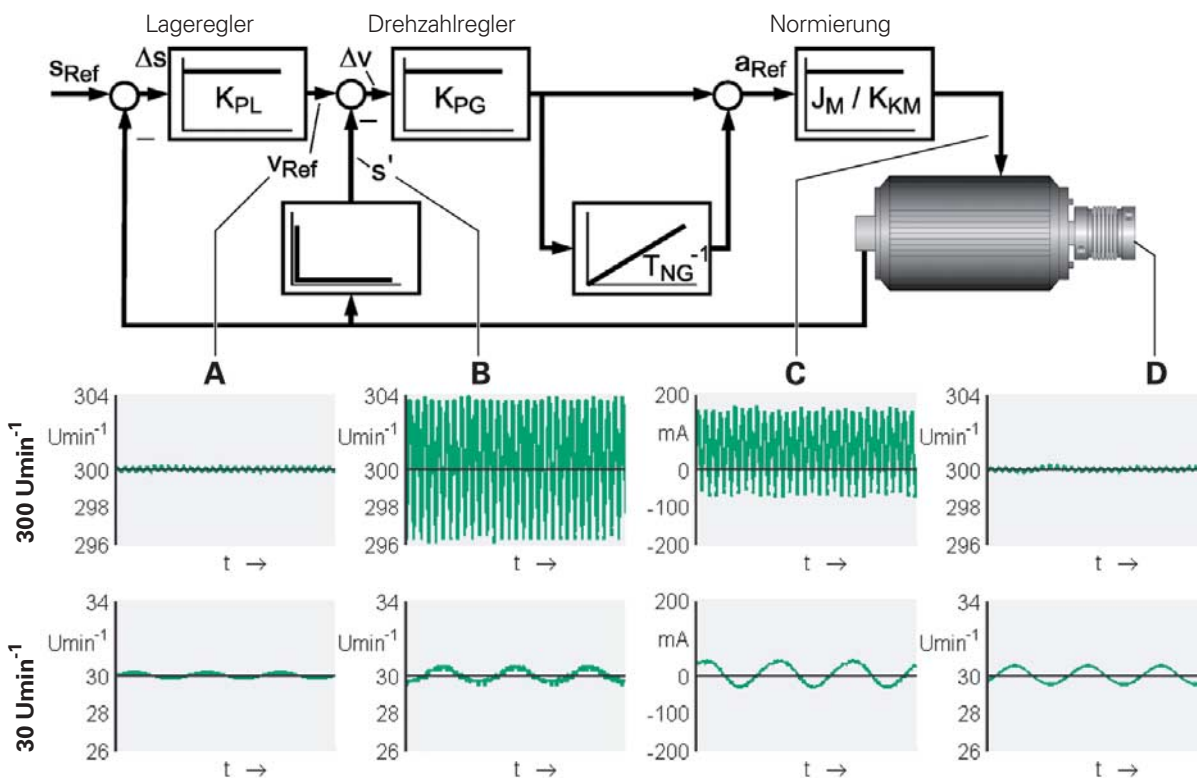 Lageregler Drehzahlregler Normierung
sRef Δs KPL vRef Δv KPG aRef JM / KKM
– –
s'
TNG-1
A B C D
300 Umin-1
304 Umin-1 300 298 296 t →
304 Umin-1 300 298 296 t →
200 mA 0 -100 -200 t →
304 Umin-1 300 298 296 t →
30 Umin-1
34 Umin-1 30 28 26 t →
34 Umin-1 30 28 26 t →
200 mA 0 -100 -200 t →
34 Umin-1 30 28 26 t →